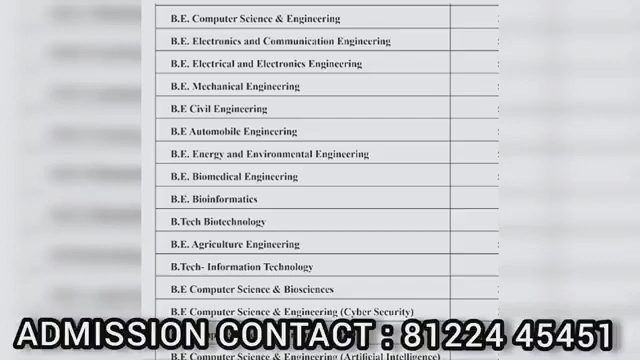 B.E. Computer Science & Engineering
B.E. Electronics and Communication Engineering
B.E. Electrical and Electronics Engineering
B.E. Mechanical Engineering
B.E Civil Engineering
B.E Automobile Engineering
B.E. Energy and Environmental Engineering
B.E. Biomedical Engineering
B.E. Bioinformatics
B.Tech Biotechnology
B.E. Agriculture Engineering
B.Tech- Information Technology
B.E Computer Science & Biosciences
B.E Computer Science & Engineering (Cyber Security)
ADMISSION CONTACT : 81224 45451
B.E Computer Science & Engineering (Artificial Intelligence)